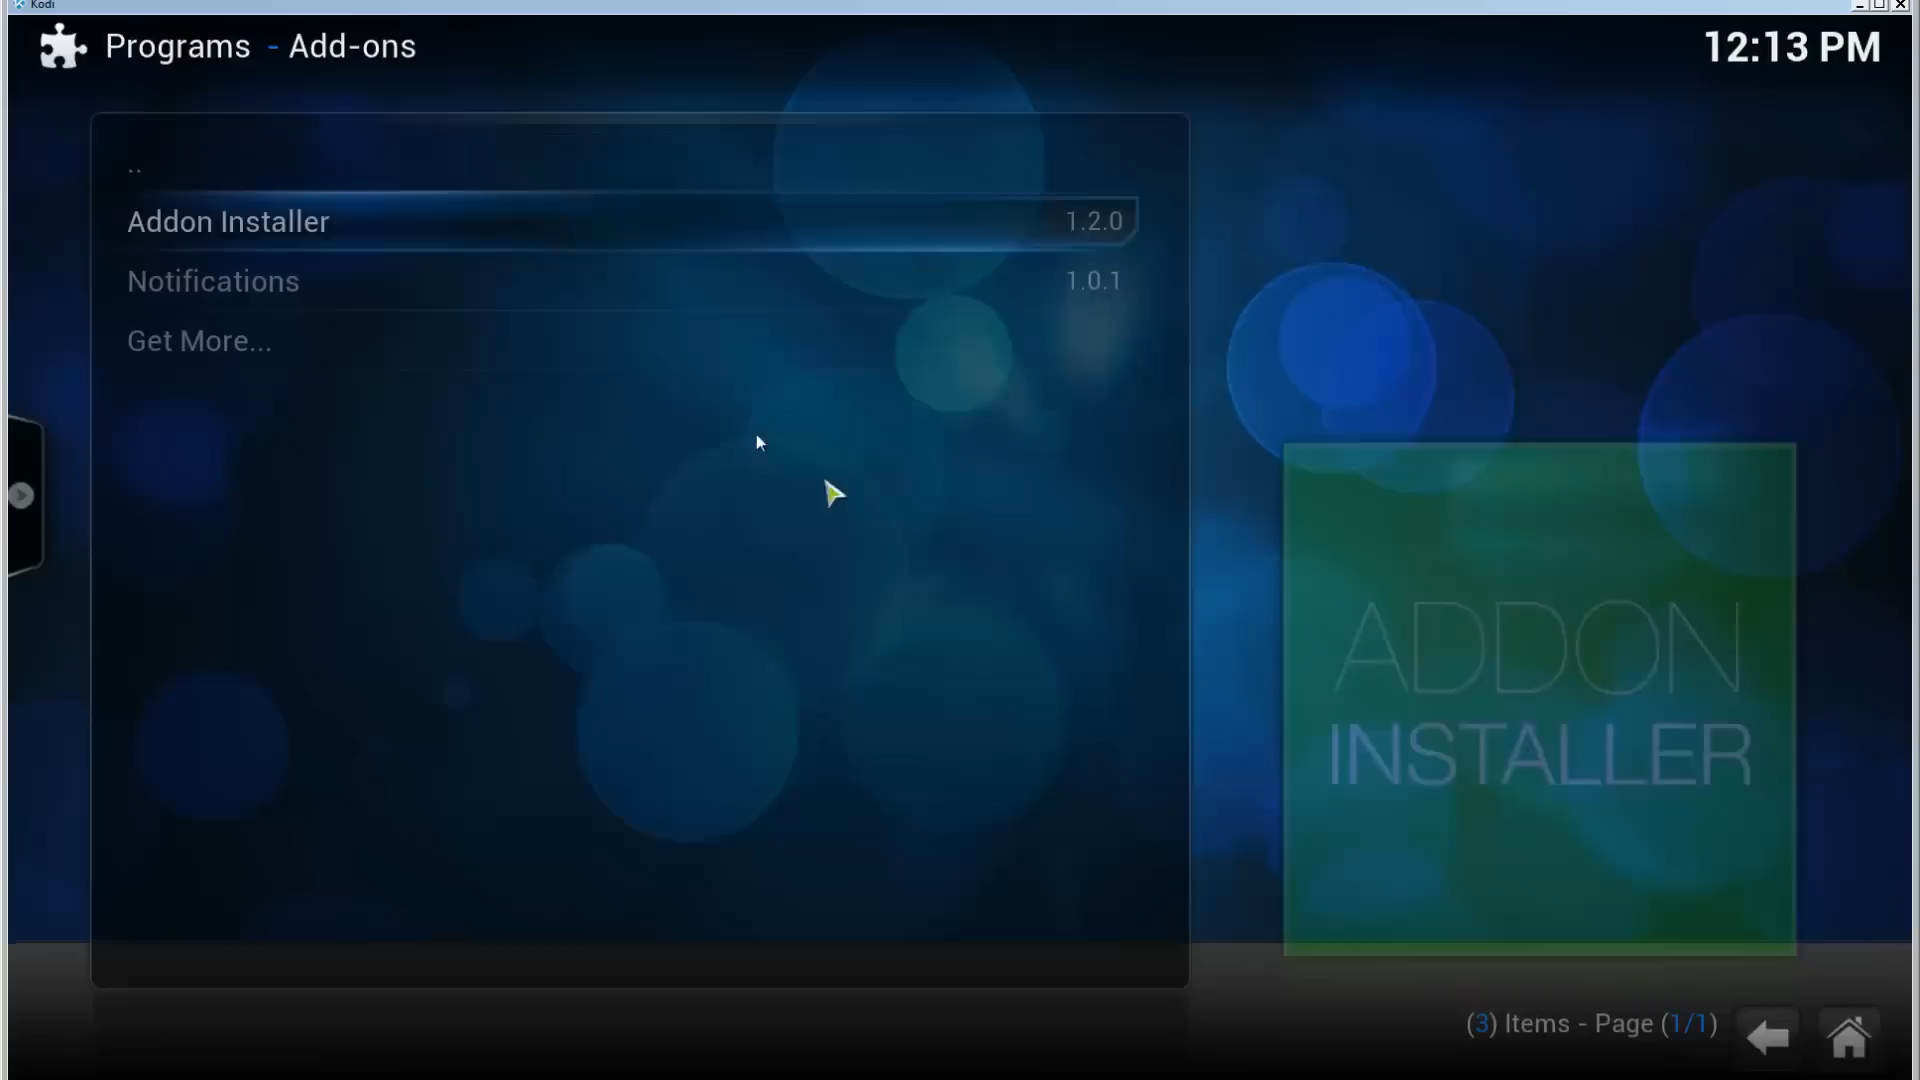 Kodi
Programs - Add-ons
12:13 PM
..
Addon Installer 1.2.0
Notifications 1.0.1
Get More...
ADDON
INSTALLER
(3) Items - Page (1/1)